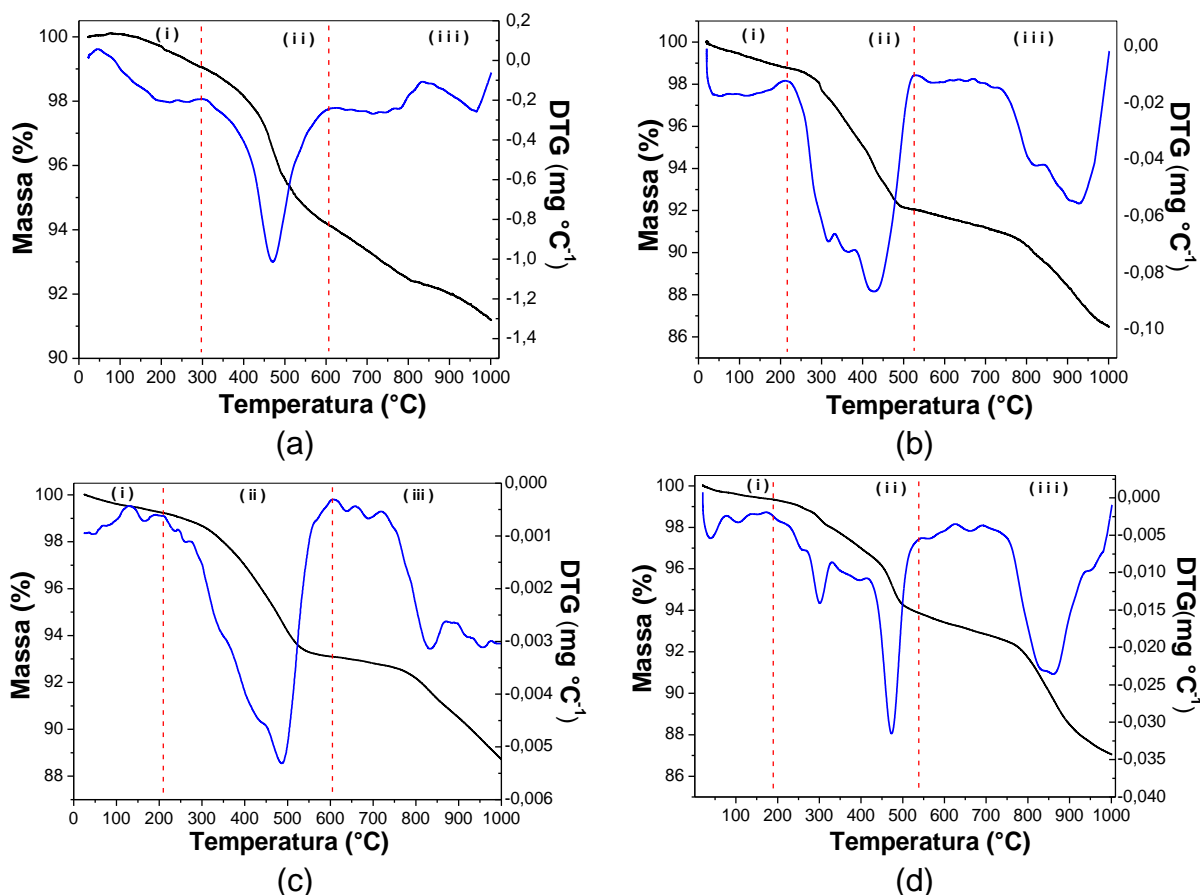 (i) (ii) (iii)
100
98
96
94
92
90
Massa (%)
0,2
0,0
-0,2
-0,4
-0,6
-0,8
-1,0
-1,2
-1,4
DTG (mg °C-1)
0 100 200 300 400 500 600 700 800 900 1000
Temperatura (°C)
(a)
(i) (ii) (iii)
100
98
96
94
92
90
88
86
Massa (%)
0,00
-0,02
-0,04
-0,06
-0,08
-0,10
DTG (mg °C-1)
0 100 200 300 400 500 600 700 800 900 1000
Temperatura (°C)
(b)
(i) (ii) (iii)
100
98
96
94
92
90
88
Massa (%)
0,000
-0,001
-0,002
-0,003
-0,004
-0,005
-0,006
DTG (mg °C-1)
0 100 200 300 400 500 600 700 800 900 1000
Temperatura (°C)
(c)
(i) (ii) (iii)
100
98
96
94
92
90
88
86
Massa (%)
0,000
-0,005
-0,010
-0,015
-0,020
-0,025
-0,030
-0,035
-0,040
DTG(mg °C-1)
0 100 200 300 400 500 600 700 800 900 1000
Temperatura (°C)
(d)